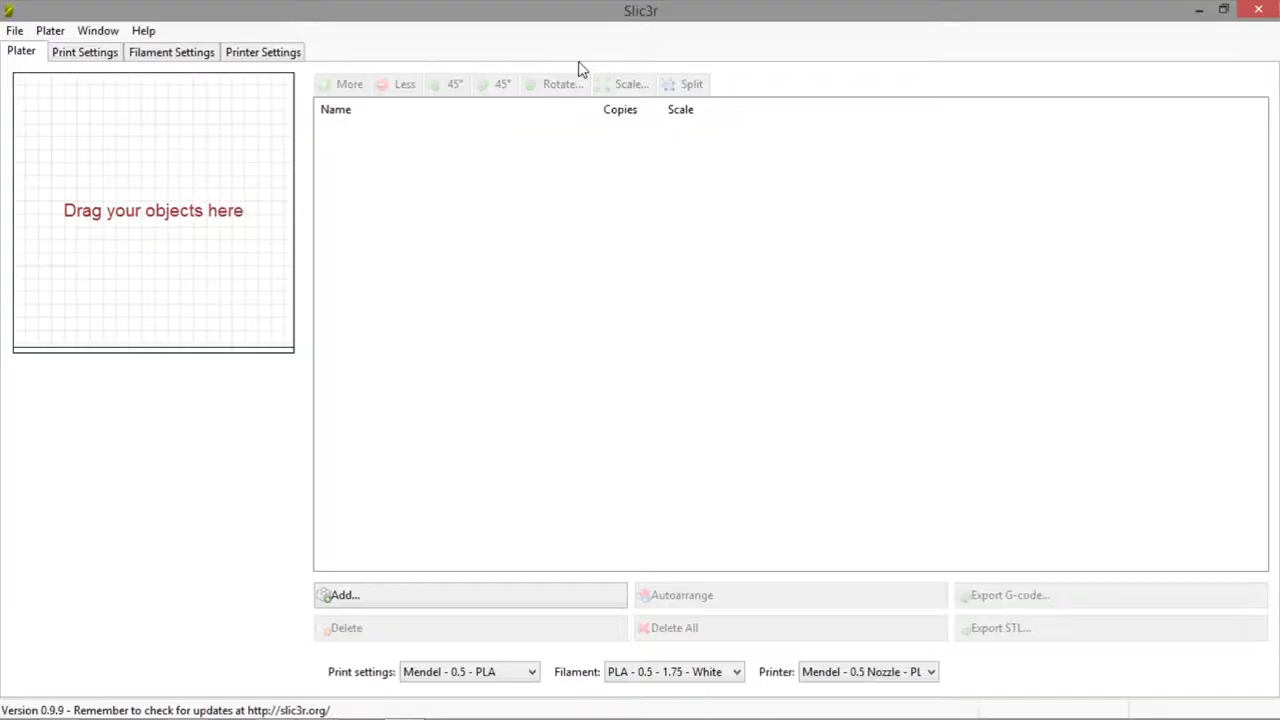 Slic3r
File Plater Window Help
Plater Print Settings Filament Settings Printer Settings
More Less 45° 45° Rotate... Scale... Split
Name Copies Scale
Drag your objects here
Add... Autoarrange Export G-code...
Delete Delete All Export STL...
Print settings: Mendel - 0.5 - PLA Filament: PLA - 0.5 - 1.75 - White Printer: Mendel - 0.5 Nozzle - PL
Version 0.9.9 - Remember to check for updates at http://slic3r.org/